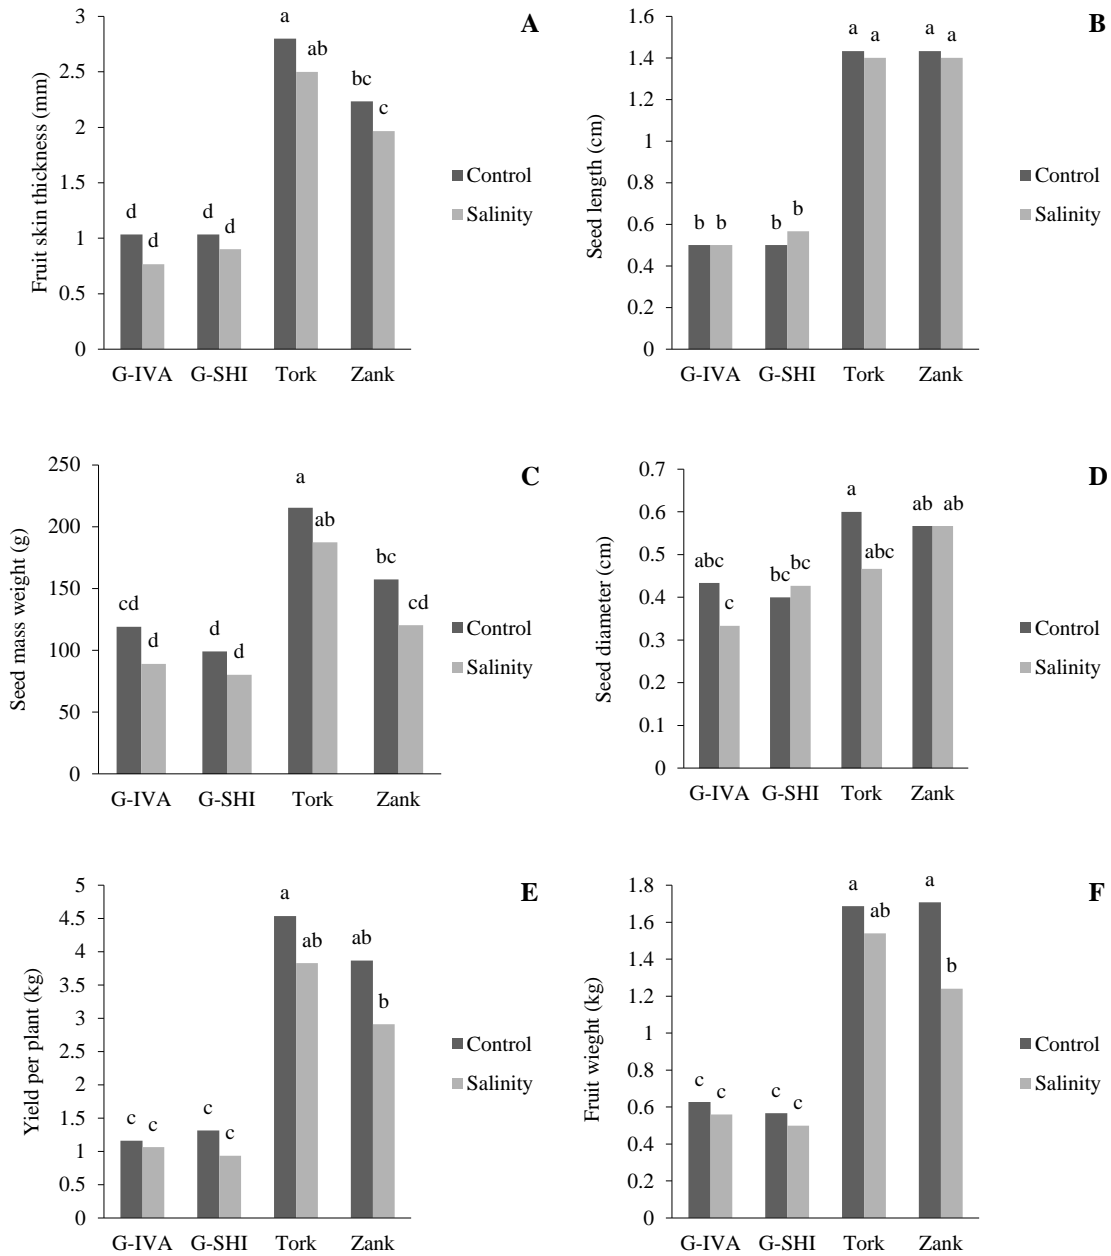 A
Fruit skin thickness (mm)
3
2.5
2
1.5
1
0.5
0
d d d d a ab bc c
G-IVA G-SHI Tork Zank
Control
Salinity
B
Seed length (cm)
1.6
1.4
1.2
1
0.8
0.6
0.4
0.2
0
b b b b a a a a
G-IVA G-SHI Tork Zank
Control
Salinity
C
Seed mass weight (g)
250
200
150
100
50
0
cd d d d a ab bc cd
G-IVA G-SHI Tork Zank
Control
Salinity
D
Seed diameter (cm)
0.7
0.6
0.5
0.4
0.3
0.2
0.1
0
abc c bc bc a abc ab ab
G-IVA G-SHI Tork Zank
Control
Salinity
E
Yield per plant (kg)
5
4.5
4
3.5
3
2.5
2
1.5
1
0.5
0
c c c c a ab ab b
G-IVA G-SHI Tork Zank
Control
Salinity
F
Fruit wieght (kg)
1.8
1.6
1.4
1.2
1
0.8
0.6
0.4
0.2
0
c c c c a ab a b
G-IVA G-SHI Tork Zank
Control
Salinity